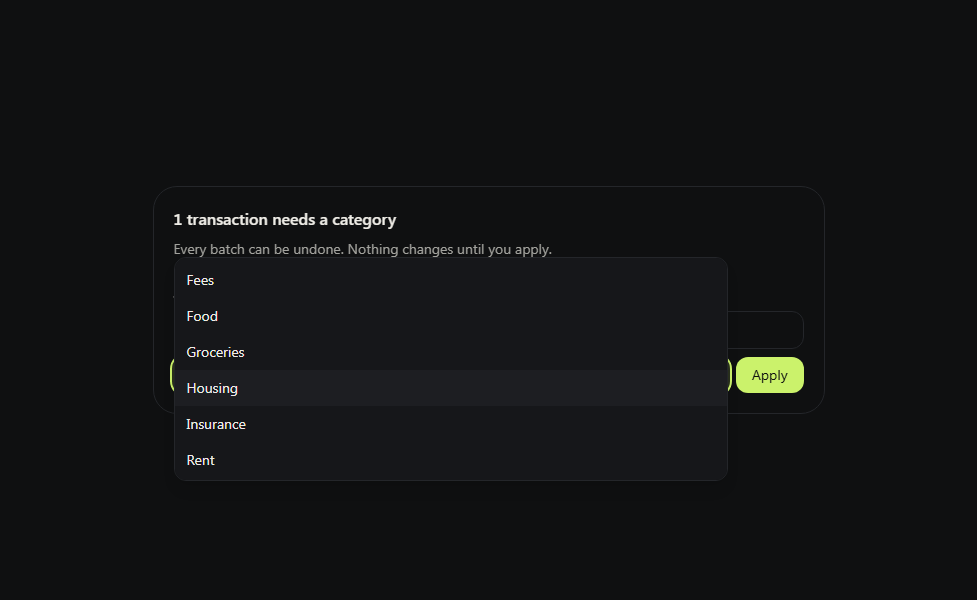 1 transaction needs a category
Every batch can be undone. Nothing changes until you apply.
Fees
Food
Groceries
Housing
Apply
Insurance
Rent